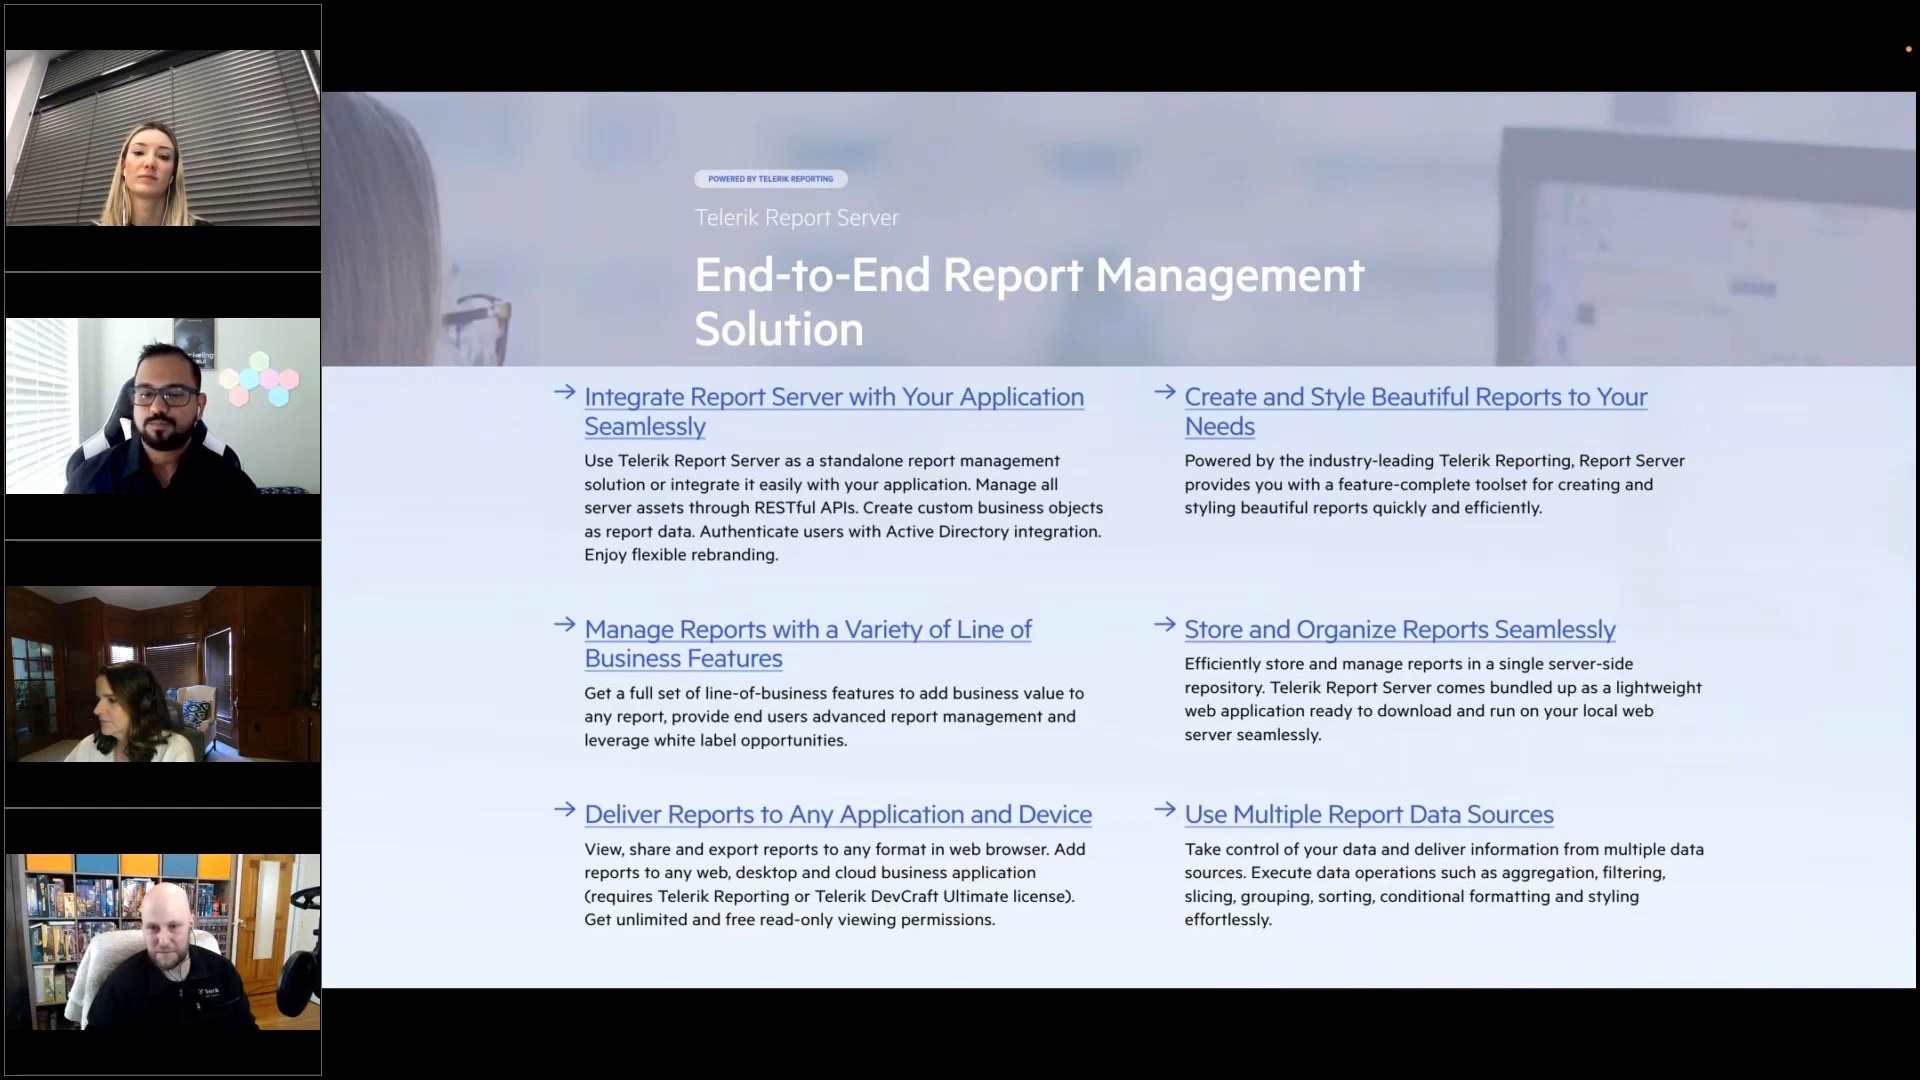 POWERED BY TELERIK REPORTING
Telerik Report Server
End-to-End Report Management
Solution
Integrate Report Server with Your Application
Seamlessly
Use Telerik Report Server as a standalone report management
solution or integrate it easily with your application. Manage all
server assets through RESTful APIs. Create custom business objects
as report data. Authenticate users with Active Directory integration.
Enjoy flexible rebranding.
Create and Style Beautiful Reports to Your
Needs
Powered by the industry-leading Telerik Reporting, Report Server
provides you with a feature-complete toolset for creating and
styling beautiful reports quickly and efficiently.
Manage Reports with a Variety of Line of
Business Features
Get a full set of line-of-business features to add business value to
any report, provide end users advanced report management and
leverage white label opportunities.
Store and Organize Reports Seamlessly
Efficiently store and manage reports in a single server-side
repository. Telerik Report Server comes bundled up as a lightweight
web application ready to download and run on your local web
server seamlessly.
Deliver Reports to Any Application and Device
View, share and export reports to any format in web browser. Add
reports to any web, desktop and cloud business application
(requires Telerik Reporting or Telerik DevCraft Ultimate license).
Get unlimited and free read-only viewing permissions.
Use Multiple Report Data Sources
Take control of your data and deliver information from multiple data
sources. Execute data operations such as aggregation, filtering,
slicing, grouping, sorting, conditional formatting and styling
effortlessly.
Telerik